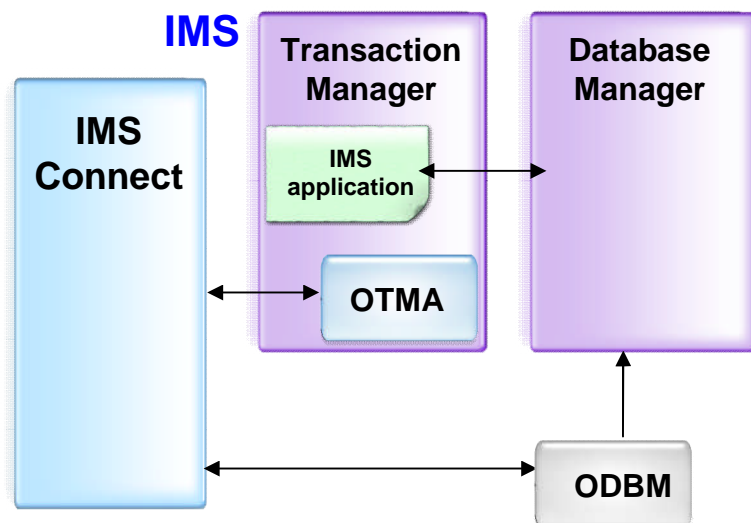 IMS
Transaction
Manager
Database
Manager
IMS
Connect
IMS
application
OTMA
ODBM